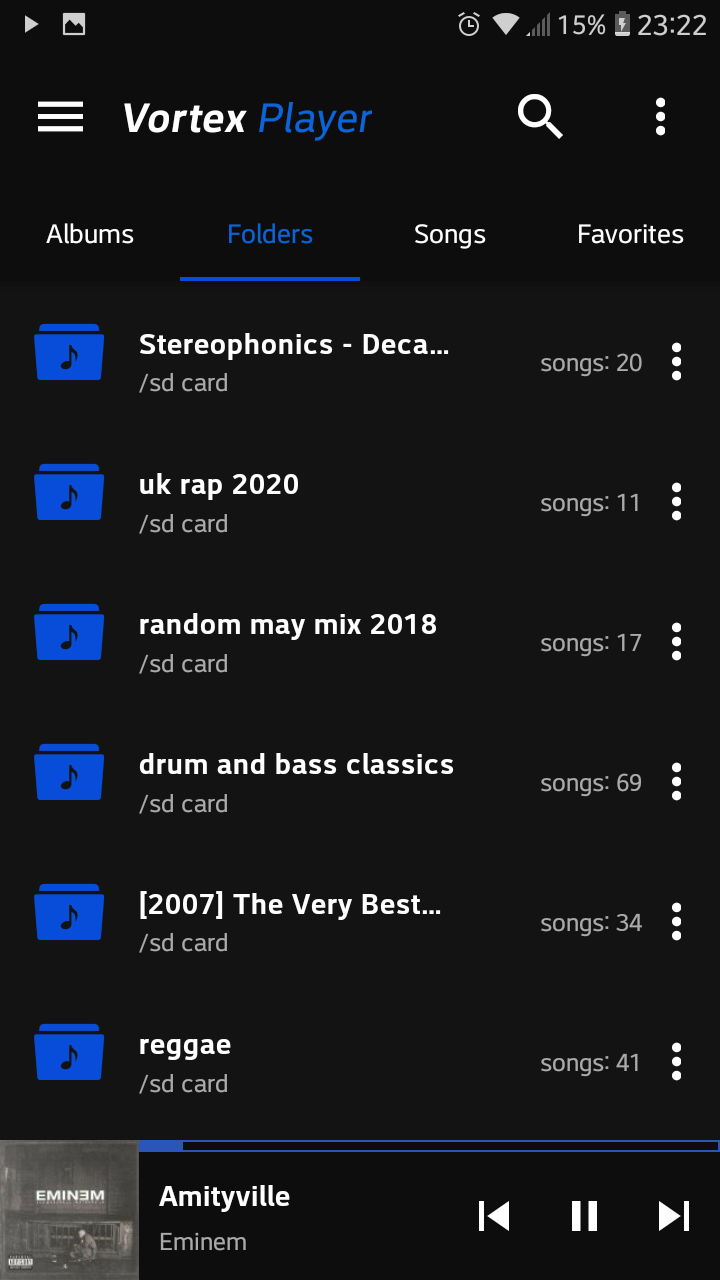 15% 23:22
Vortex Player
Albums Folders Songs Favorites
Stereophonics - Deca...
/sd card
songs: 20
uk rap 2020
/sd card
songs: 11
random may mix 2018
/sd card
songs: 17
drum and bass classics
/sd card
songs: 69
[2007] The Very Best...
/sd card
songs: 34
reggae
/sd card
songs: 41
EMINEM
Amityville
Eminem